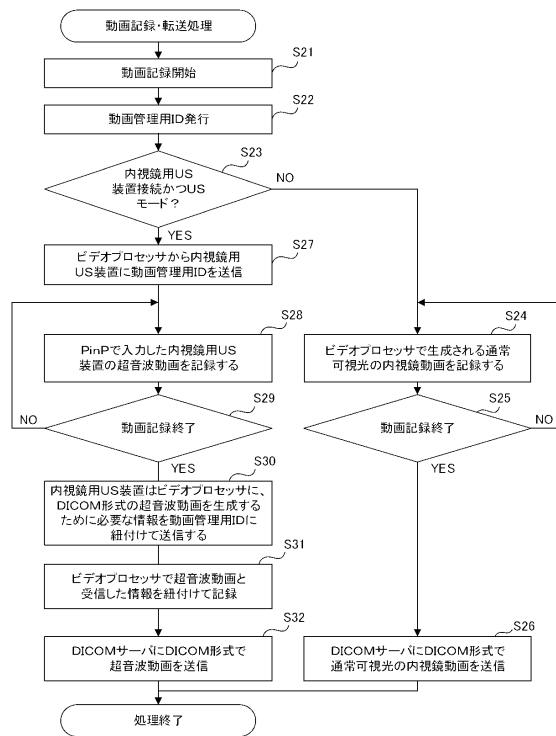 動画記録・転送処理
S21
動画記録開始
S22
動画管理用ID発行
S23
内視鏡用US
装置接続かつUS
モード？
NO
YES
S27
ビデオプロセッサから内視鏡用
US装置に動画管理用IDを送信
S28
PinPで入力した内視鏡用US
装置の超音波動画を記録する
S24
ビデオプロセッサで生成される通常
可視光の内視鏡動画を記録する
S29
動画記録終了
NO
YES
S25
動画記録終了
NO
YES
S30
内視鏡用US装置はビデオプロセッサに、
DICOM形式の超音波動画を生成する
ために必要な情報を動画管理用IDに
紐付けて送信する
S31
ビデオプロセッサで超音波動画と
受信した情報を紐付けて記録
S32
DICOMサーバにDICOM形式で
超音波動画を送信
S26
DICOMサーバにDICOM形式で
通常可視光の内視鏡動画を送信
処理終了